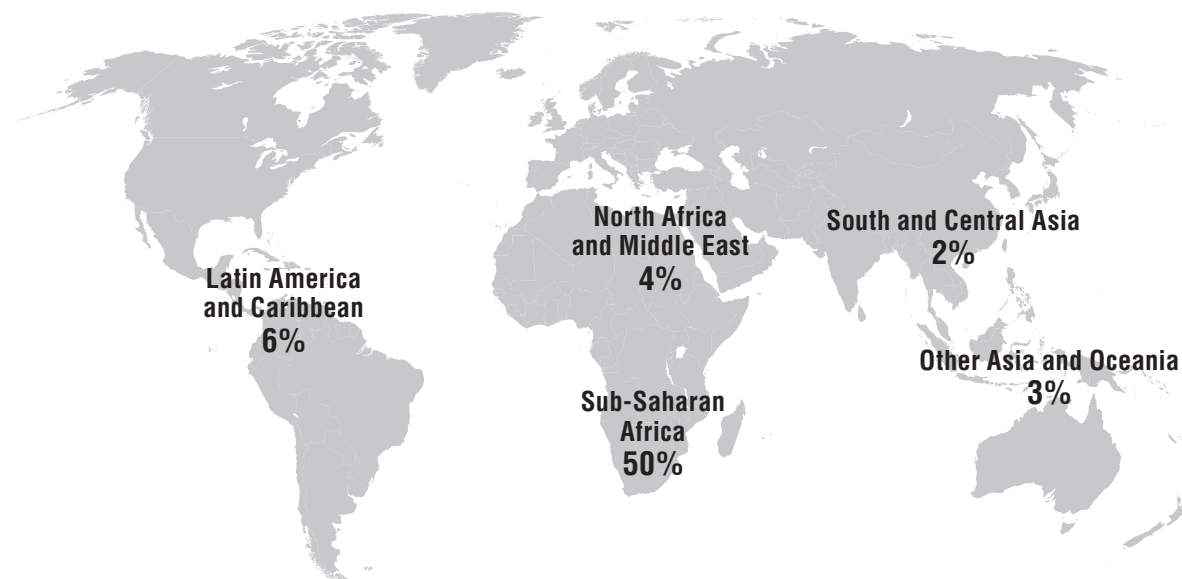 North Africa
and Middle East
4%
South and Central Asia
2%
Latin America
and Caribbean
6%
Other Asia and Oceania
3%
Sub-Saharan
Africa
50%